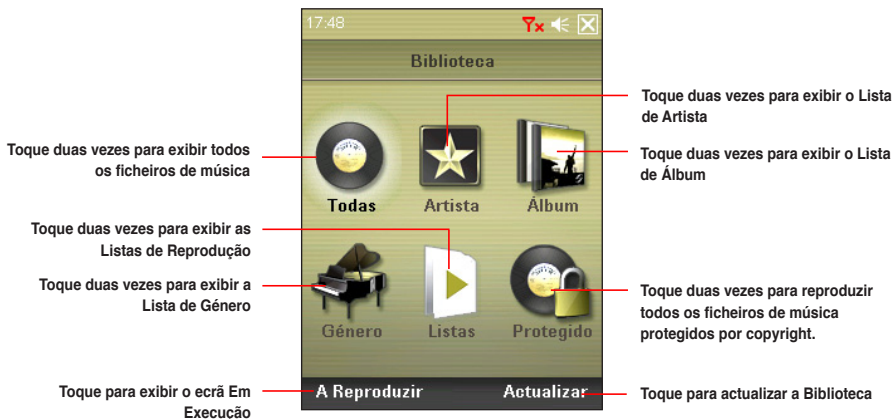 17:48
Biblioteca
Toque duas vezes para exibir todos
os ficheiros de música
Toque duas vezes para exibir as
Listas de Reprodução
Toque duas vezes para exibir a
Lista de Género
Toque para exibir o ecrã Em
Execução
Todas
Artista
Álbum
Género
Listas
Protegido
A Reproduzir
Actualizar
Toque duas vezes para exibir o Lista
de Artista
Toque duas vezes para exibir o Lista
de Álbum
Toque duas vezes para reproduzir
todos os ficheiros de música
protegidos por copyright.
Toque para actualizar a Biblioteca